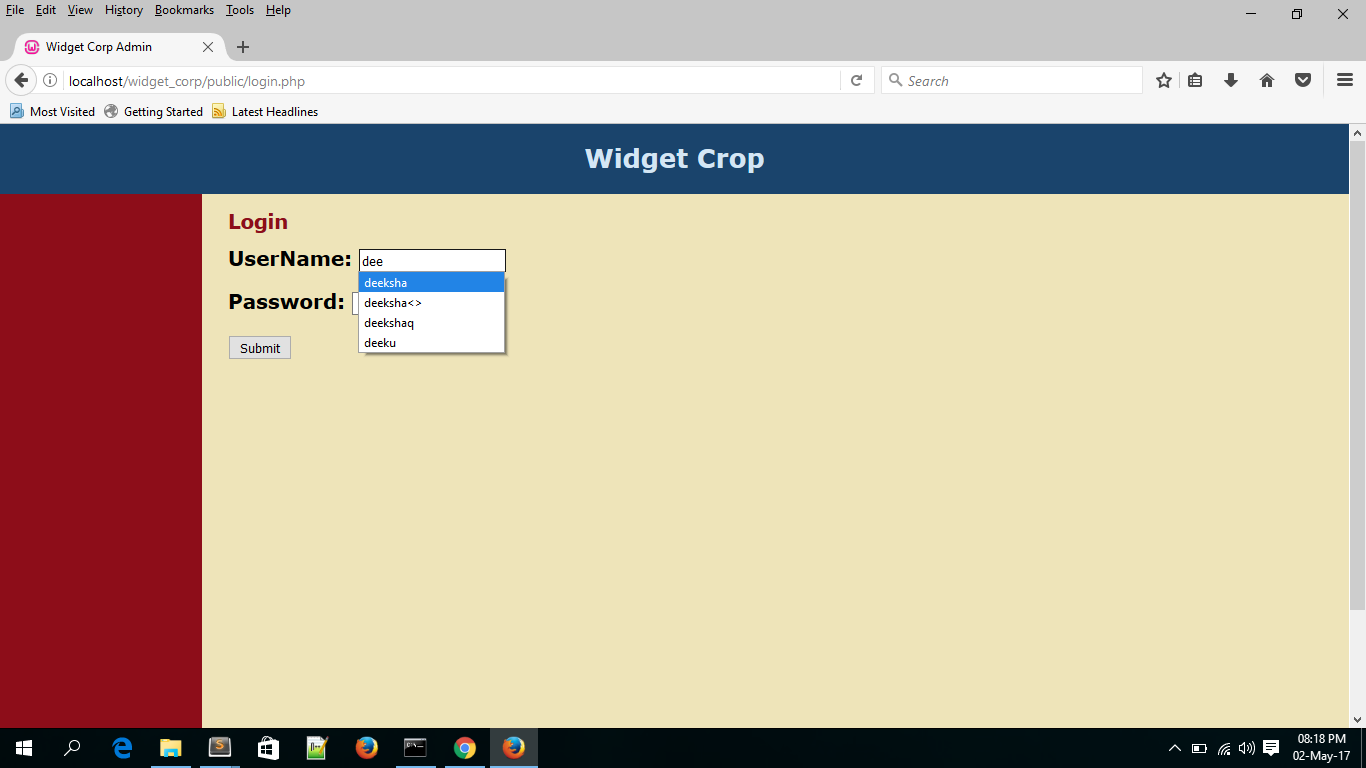 File Edit View History Bookmarks Tools Help
Widget Corp Admin
localhost/widget_corp/public/login.php
Search
Most Visited Getting Started Latest Headlines
Widget Crop
Login
UserName: dee
deeksha
deeksha<>
deekshaq
deeku
Password:
Submit
08:18 PM
02-May-17